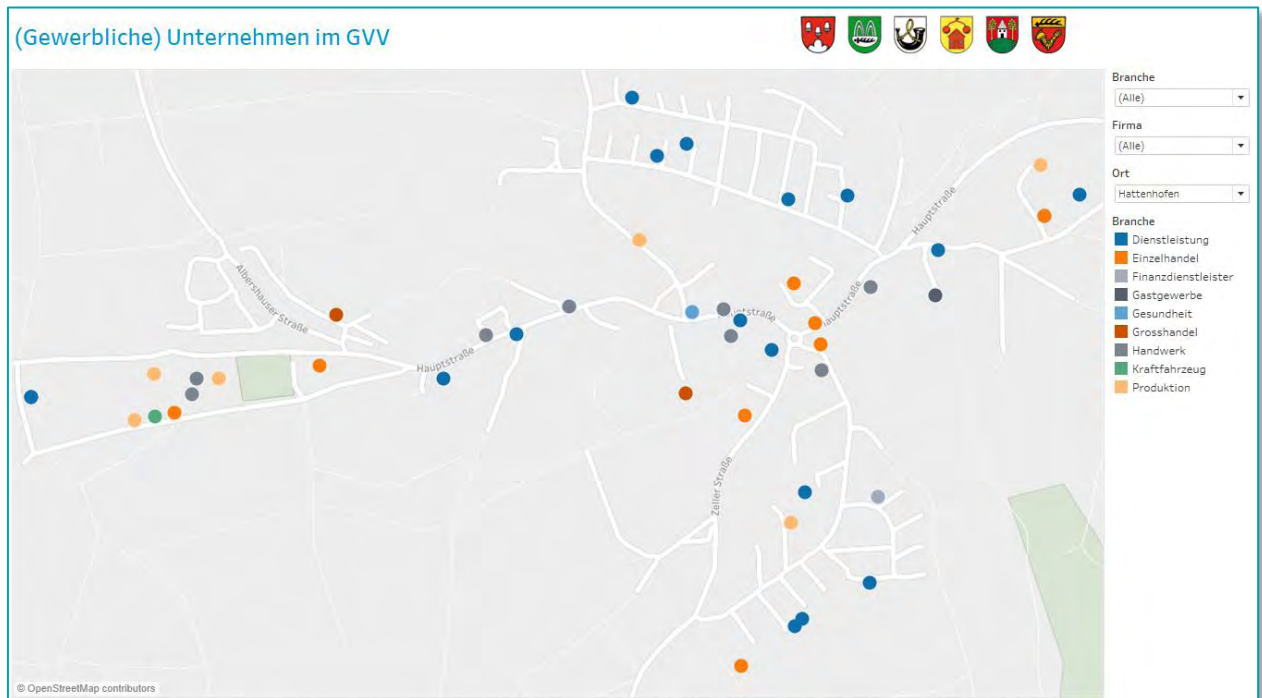 (Gewerbliche) Unternehmen im GVV
Branche
(Alle)
Firma
(Alle)
Ort
Hattenhofen
Branche
Dienstleistung
Einzelhandel
Finanzdienstleister
Gastgewerbe
Gesundheit
Grosshandel
Handwerk
Kraftfahrzeug
Produktion
Hauptstraße
Albershauser Straße
Hauptstraße
Zeller Straße
© OpenStreetMap contributors